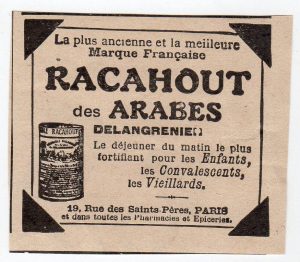 La plus ancienne et la meilleure
Marque Française
RACAHOUT
des ARABES
DELANGRENIER
Le déjeuner du matin le plus
fortifiant pour les Enfants,
les Convalescents,
les Vieillards.
19, Rue des Saints-Pères, PARIS
et dans toutes les Pharmacies et Epiceries.
RACAHOUT